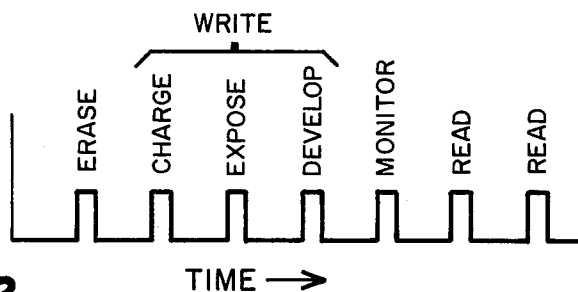 WRITE
ERASE
CHARGE
EXPOSE
DEVELOP
MONITOR
READ
READ
TIME